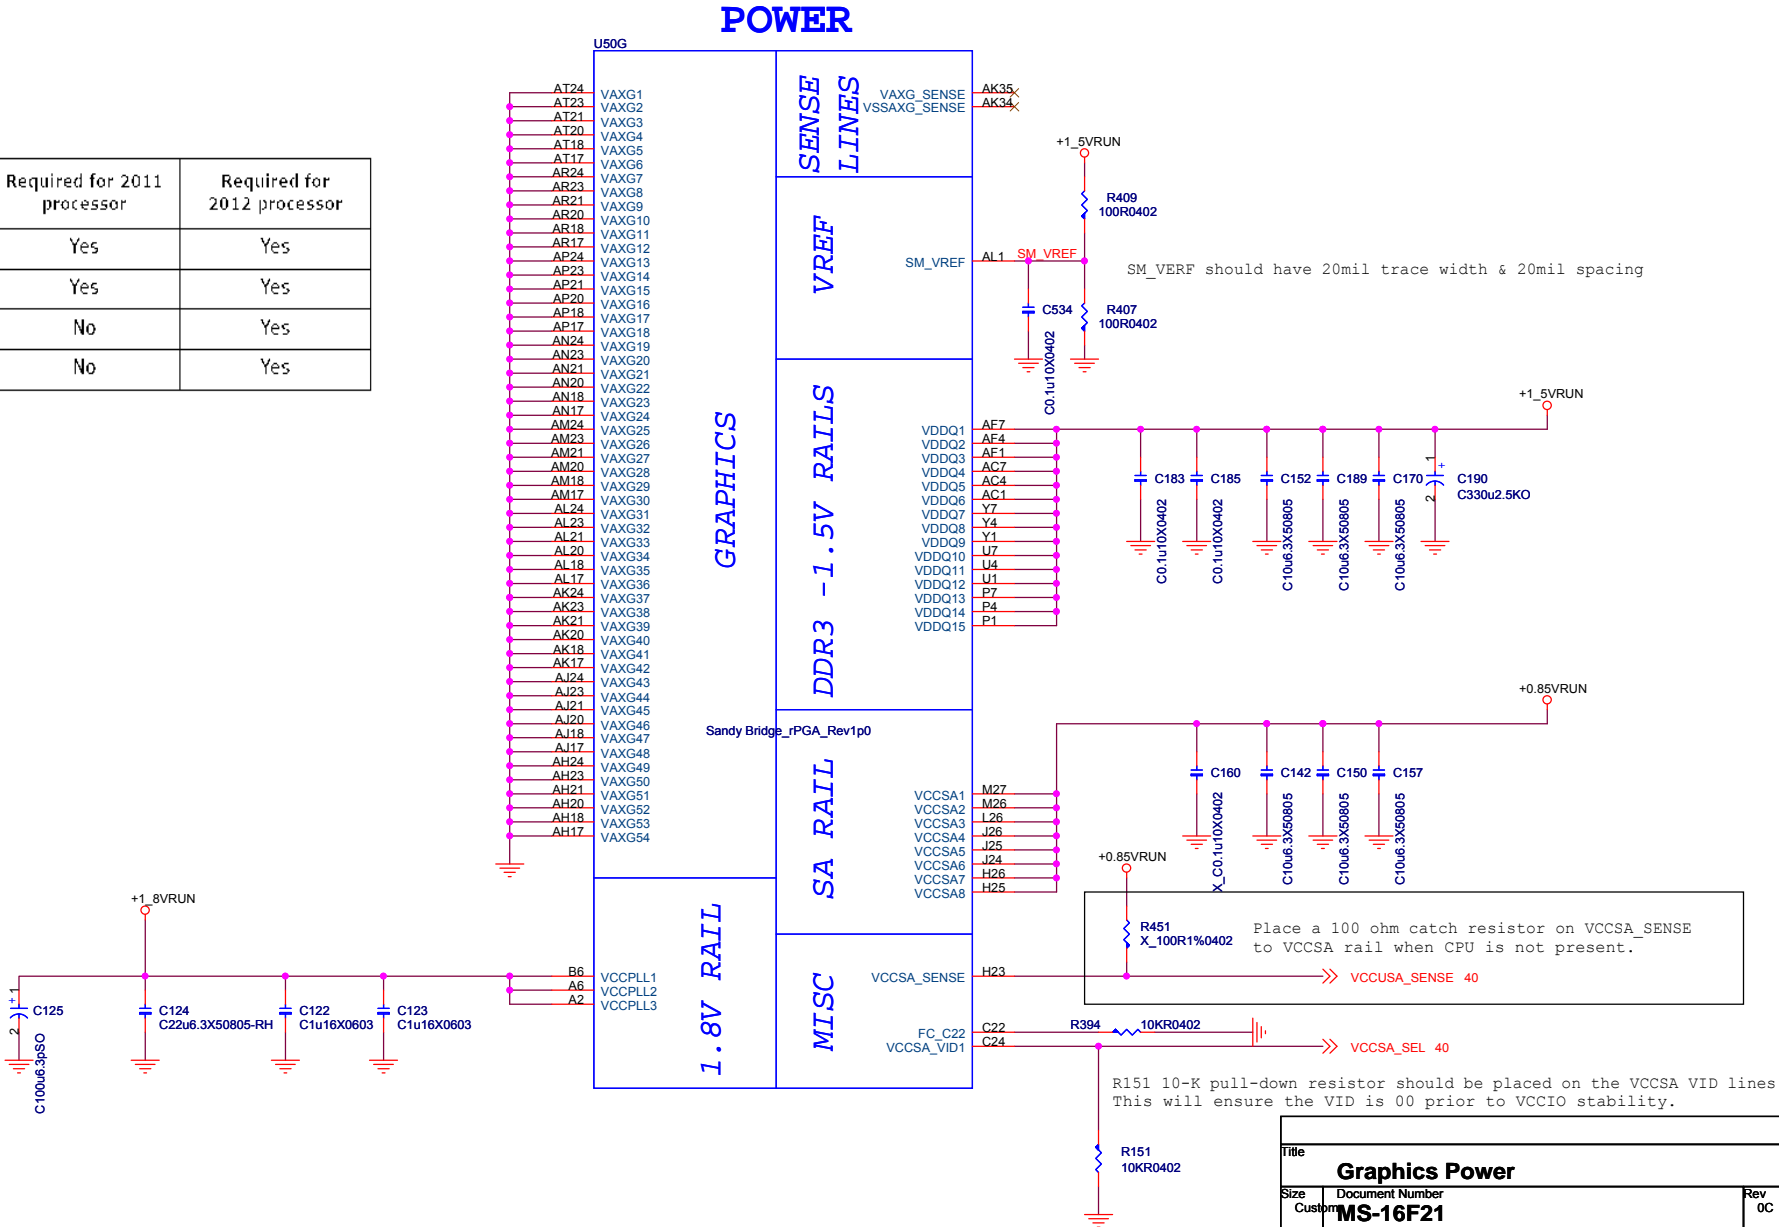 POWER
U50G
Required for 2011 processor
Required for 2012 processor
Yes
Yes
Yes
Yes
No
Yes
No
Yes
AT24 VAXG1
AT23 VAXG2
AT21 VAXG3
AT20 VAXG4
AT18 VAXG5
AT17 VAXG6
AR24 VAXG7
AR23 VAXG8
AR21 VAXG9
AR20 VAXG10
AR18 VAXG11
AR17 VAXG12
AP24 VAXG13
AP23 VAXG14
AP21 VAXG15
AP20 VAXG16
AP18 VAXG17
AP17 VAXG18
AN24 VAXG19
AN23 VAXG20
AN21 VAXG21
AN20 VAXG22
AN18 VAXG23
AN17 VAXG24
AM24 VAXG25
AM23 VAXG26
AM21 VAXG27
AM20 VAXG28
AM18 VAXG29
AM17 VAXG30
AL24 VAXG31
AL23 VAXG32
AL21 VAXG33
AL20 VAXG34
AL18 VAXG35
AL17 VAXG36
AK24 VAXG37
AK23 VAXG38
AK21 VAXG39
AK20 VAXG40
AK18 VAXG41
AK17 VAXG42
AJ24 VAXG43
AJ23 VAXG44
AJ21 VAXG45
AJ20 VAXG46
AJ18 VAXG47
AJ17 VAXG48
AH24 VAXG49
AH23 VAXG50
AH21 VAXG51
AH20 VAXG52
AH18 VAXG53
AH17 VAXG54
GRAPHICS
SENSE
LINES
VAXG_SENSE AK35
VSSAXG_SENSE AK34
VREF
SM_VREF AL1 SM_VREF
+1_5VRUN
R409
100R0402
SM_VERF should have 20mil trace width & 20mil spacing
C534
C0.1u10X0402
R407
100R0402
DDR3 -1.5V RAILS
VDDQ1 AF7
VDDQ2 AF4
VDDQ3 AF1
VDDQ4 AC7
VDDQ5 AC4
VDDQ6 AC1
VDDQ7 Y7
VDDQ8 Y4
VDDQ9 Y1
VDDQ10 U7
VDDQ11 U4
VDDQ12 U1
VDDQ13 P7
VDDQ14 P4
VDDQ15 P1
+1_5VRUN
C183
C0.1u10X0402
C185
C0.1u10X0402
C152
C10u6.3X50805
C189
C10u6.3X50805
C170
C10u6.3X50805
1
+
2
C190
C330u2.5KO
Sandy Bridge_rPGA_Rev1p0
SA RAIL
VCCSA1 M27
VCCSA2 M26
VCCSA3 L26
VCCSA4 J26
VCCSA5 J25
VCCSA6 J24
VCCSA7 H26
VCCSA8 H25
+0.85VRUN
C160
X_C0.1u10X0402
C142
C10u6.3X50805
C150
C10u6.3X50805
C157
C10u6.3X50805
+0.85VRUN
R451
X_100R1%0402
Place a 100 ohm catch resistor on VCCSA_SENSE
to VCCSA rail when CPU is not present.
MISC
VCCSA_SENSE H23
VCCUSA_SENSE 40
FC_C22 C22
R394 10KR0402
VCCSA_VID1 C24
VCCSA_SEL 40
R151 10-K pull-down resistor should be placed on the VCCSA VID lines
This will ensure the VID is 00 prior to VCCIO stability.
R151
10KR0402
+1_8VRUN
1.8V RAIL
B6 VCCPLL1
A6 VCCPLL2
A2 VCCPLL3
1
+
2
C125
C100u6.3pSO
C124
C22u6.3X50805-RH
C122
C1u16X0603
C123
C1u16X0603
Title
Graphics Power
Size
Custom
Document Number
MS-16F21
Rev
0C